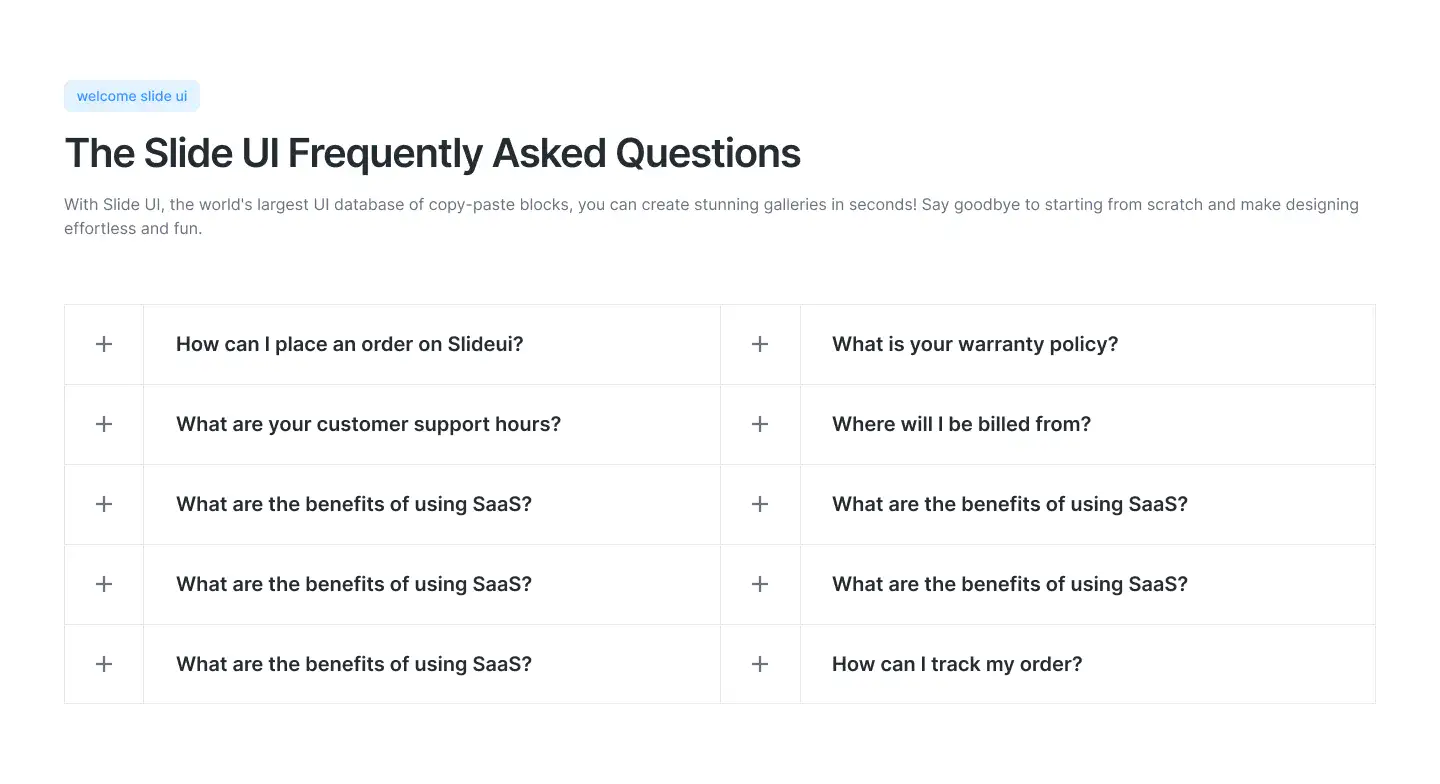 welcome slide ui
The Slide UI Frequently Asked Questions
With Slide UI, the world's largest UI database of copy-paste blocks, you can create stunning galleries in seconds! Say goodbye to starting from scratch and make designing
effortless and fun.
How can I place an order on Slideui?
What is your warranty policy?
What are your customer support hours?
Where will I be billed from?
What are the benefits of using SaaS?
What are the benefits of using SaaS?
What are the benefits of using SaaS?
What are the benefits of using SaaS?
What are the benefits of using SaaS?
How can I track my order?